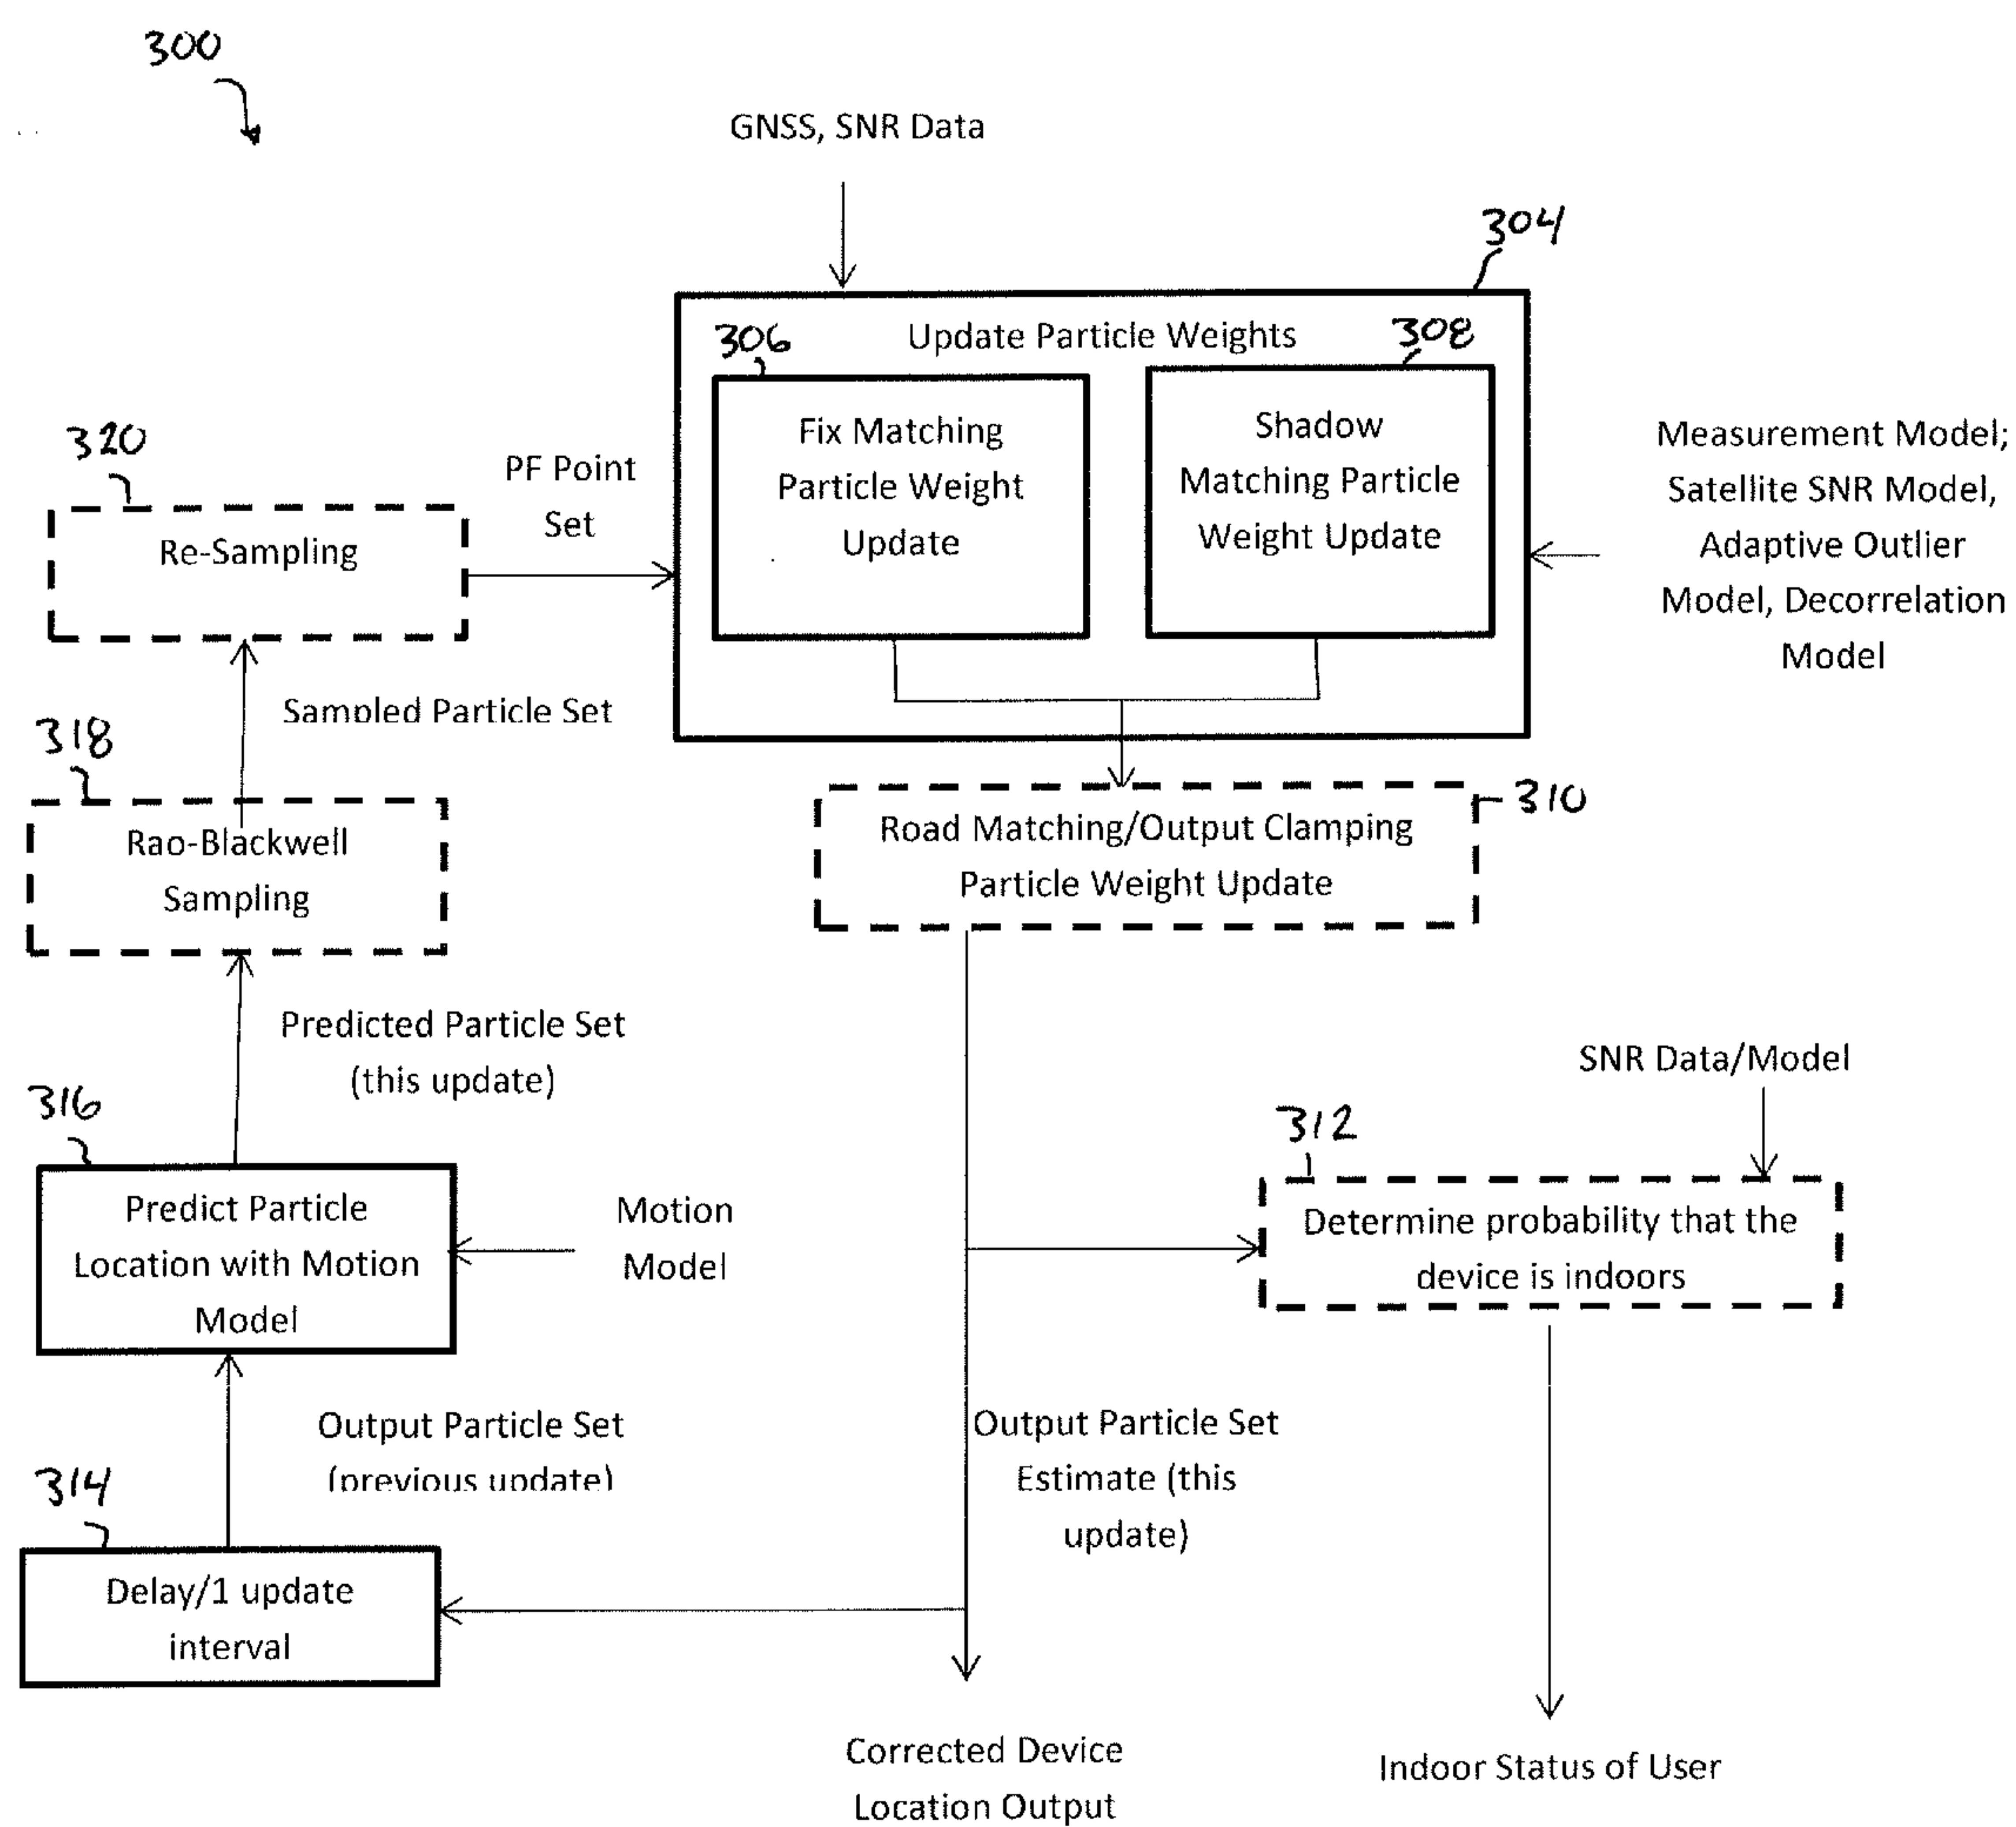 300
GNSS, SNR Data
304
Update Particle Weights
306
308
Fix Matching
Particle Weight
Update
Shadow
Matching Particle
Weight Update
Measurement Model;
Satellite SNR Model,
Adaptive Outlier
Model, Decorrelation
Model
320
Re-Sampling
PF Point
Set
Sampled Particle Set
318
Rao-Blackwell
Sampling
310
Road Matching/Output Clamping
Particle Weight Update
Predicted Particle Set
(this update)
316
Predict Particle
Location with Motion
Model
Motion
Model
SNR Data/Model
312
Determine probability that the
device is indoors
Output Particle Set
(previous update)
Output Particle Set
Estimate (this
update)
314
Delay/1 update
interval
Corrected Device
Location Output
Indoor Status of User